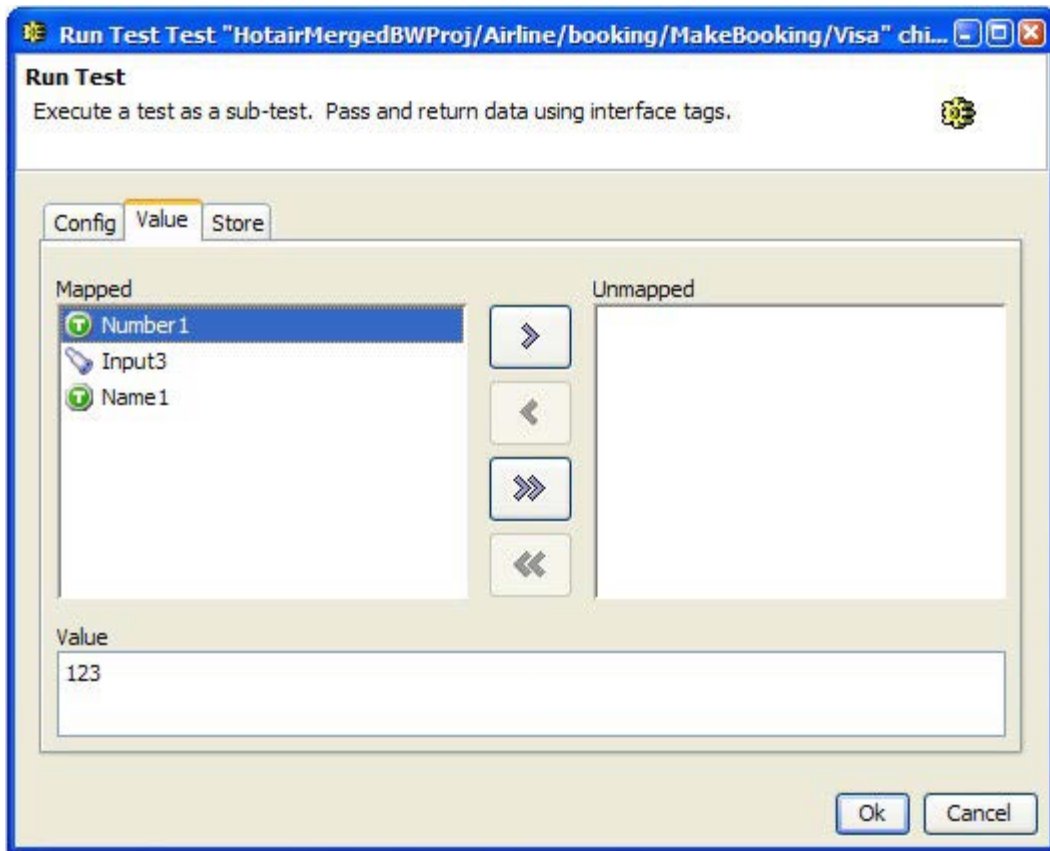 Run Test Test "HotairMergedBWProj/Airline/booking/MakeBooking/Visa" chi...
Run Test
Execute a test as a sub-test. Pass and return data using interface tags.
Config Value Store
Mapped Unmapped
Number1
Input3
Name1
Value
123
Ok Cancel